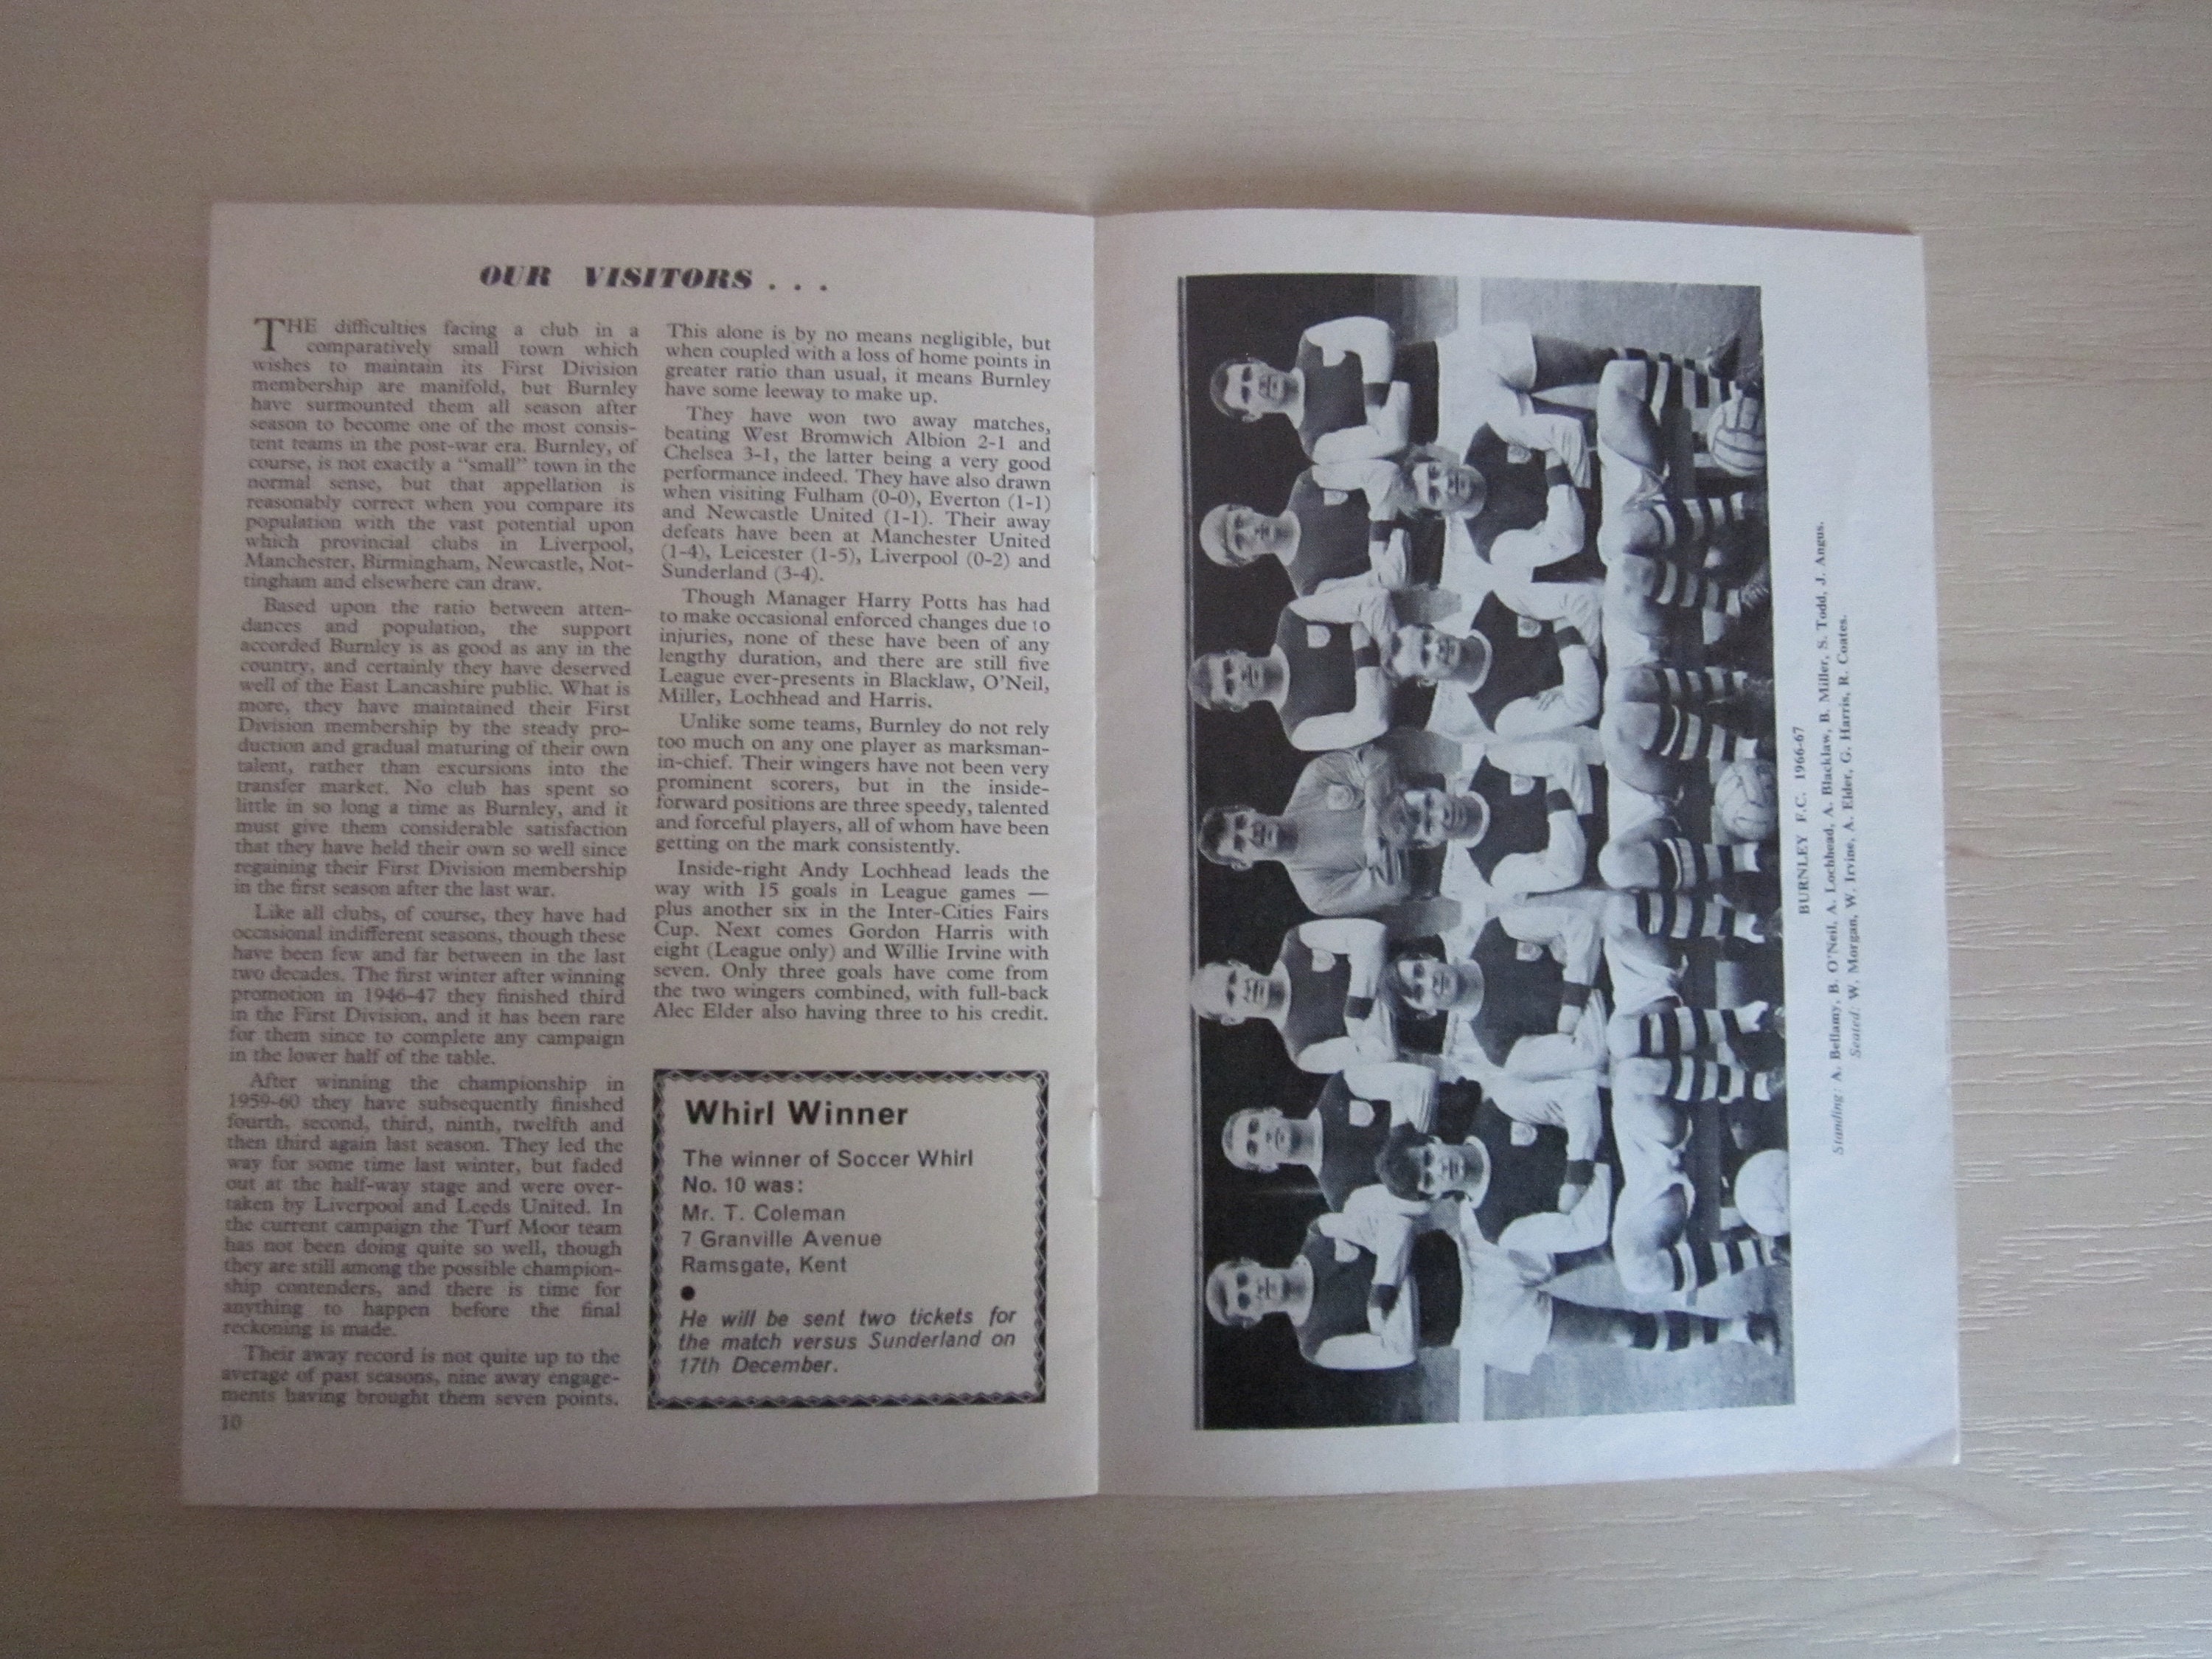 OUR VISITORS . . .
THE difficulties facing a club in a
comparatively small town which
wishes to maintain its First Division
membership are manifold, but Burnley
have surmounted them all season after
season to become one of the most consis-
tent teams in the post-war era. Burnley, of
course, is not exactly a "small" town in the
normal sense, but that appellation is
reasonably correct when you compare its
population with the vast potential upon
which provincial clubs in Liverpool,
Manchester, Birmingham, Newcastle, Not-
tingham and elsewhere can draw.
Based upon the ratio between atten-
dances and population, the support
accorded Burnley is as good as any in the
country, and certainly they have deserved
well of the East Lancashire public. What is
more, they have maintained their First
Division membership by the steady pro-
duction and gradual maturing of their own
talent, rather than excursions into the
transfer market. No club has spent so
little in so long a time as Burnley, and it
must give them considerable satisfaction
that they have held their own so well since
regaining their First Division membership
in the first season after the last war.
Like all clubs, of course, they have had
occasional indifferent seasons, though these
have been few and far between in the last
two decades. The first winter after winning
promotion in 1946-47 they finished third
in the First Division, and it has been rare
for them since to complete any campaign
in the lower half of the table.
After winning the championship in
1959-60 they have subsequently finished
fourth, second, third, ninth, twelfth and
then third again last season. They led the
way for some time last winter, but faded
out at the half-way stage and were over-
taken by Liverpool and Leeds United. In
the current campaign the Turf Moor team
has not been doing quite so well, though
they are still among the possible champion-
ship contenders, and there is time for
anything to happen before the final
reckoning is made.
Their away record is not quite up to the
average of past seasons, nine away engage-
ments having brought them seven points.
10
This alone is by no means negligible, but
when coupled with a loss of home points in
greater ratio than usual, it means Burnley
have some leeway to make up.
They have won two away matches,
beating West Bromwich Albion 2-1 and
Chelsea 3-1, the latter being a very good
performance indeed. They have also drawn
when visiting Fulham (0-0), Everton (1-1)
and Newcastle United (1-1). Their away
defeats have been at Manchester United
(1-4), Leicester (1-5), Liverpool (0-2) and
Sunderland (3-4).
Though Manager Harry Potts has had
to make occasional enforced changes due to
injuries, none of these have been of any
lengthy duration, and there are still five
League ever-presents in Blacklaw, O'Neil,
Miller, Lochhead and Harris.
Unlike some teams, Burnley do not rely
too much on any one player as marksman-
in-chief. Their wingers have not been very
prominent scorers, but in the inside-
forward positions are three speedy, talented
and forceful players, all of whom have been
getting on the mark consistently.
Inside-right Andy Lochhead leads the
way with 15 goals in League games —
plus another six in the Inter-Cities Fairs
Cup. Next comes Gordon Harris with
eight (League only) and Willie Irvine with
seven. Only three goals have come from
the two wingers combined, with full-back
Alec Elder also having three to his credit.
Whirl Winner
The winner of Soccer Whirl
No. 10 was:
Mr. T. Coleman
7 Granville Avenue
Ramsgate, Kent
●
He will be sent two tickets for
the match versus Sunderland on
17th December.
BURNLEY F.C. 1966-67
Standing: A. Bellamy, B. O'Neil, A. Lochhead, A. Blacklaw, B. Miller, S. Todd, J. Angus.
Seated: W. Morgan, W. Irvine, A. Elder, G. Harris, R. Coates.